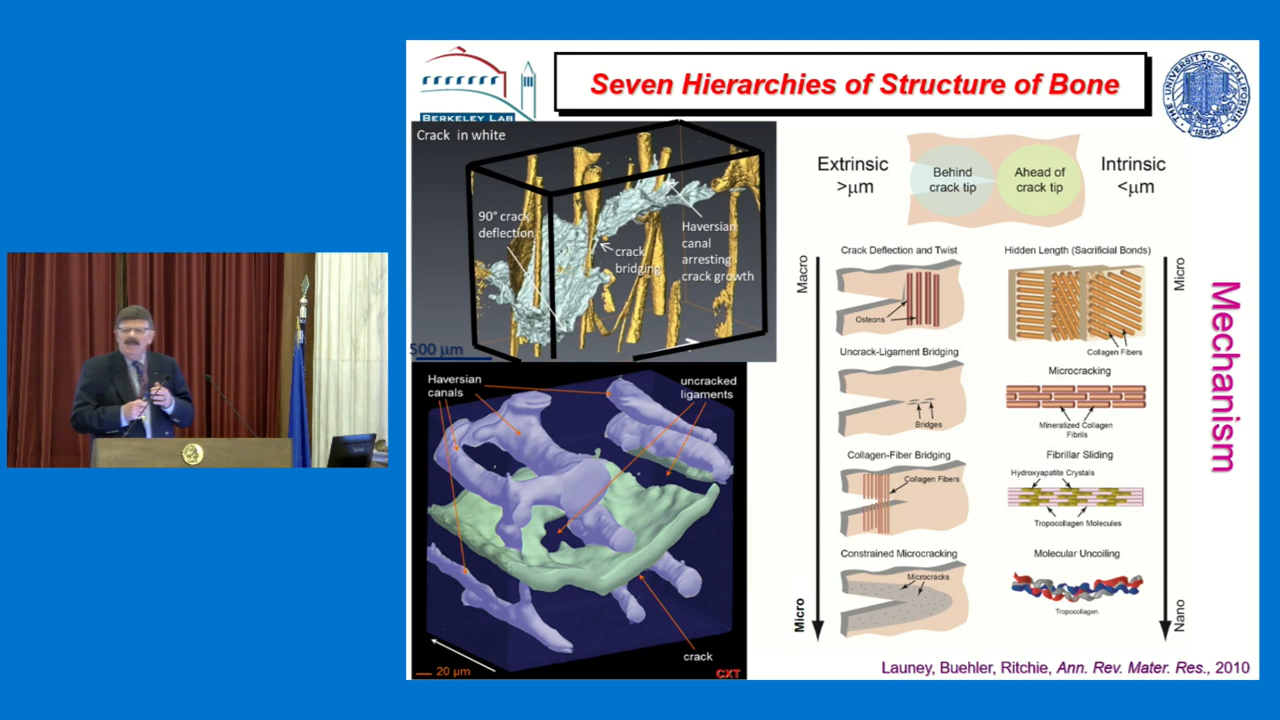 Seven Hierarchies of Structure of Bone
BERKELEY LAB
THE UNIVERSITY OF CALIFORNIA
1868
Crack in white
90° crack
deflection
crack
bridging
Haversian
canal
arresting
crack growth
500 μm
Haversian
canals
uncracked
ligaments
crack
20 μm
CXT
Extrinsic
>μm
Behind
crack tip
Ahead of
crack tip
Intrinsic
<μm
Macro
Micro
Crack Deflection and Twist
Osteons
Uncrack-Ligament Bridging
Bridges
Collagen-Fiber Bridging
Collagen Fibers
Constrained Microcracking
Microcracks
Hidden Length (Sacrificial Bonds)
Collagen Fibers
Microcracking
Mineralized Collagen
Fibrils
Fibrillar Sliding
Hydroxyapatite Crystals
Tropocollagen Molecules
Molecular Uncoiling
Tropocollagen
Micro
Nano
Mechanism
Launey, Buehler, Ritchie, Ann. Rev. Mater. Res., 2010